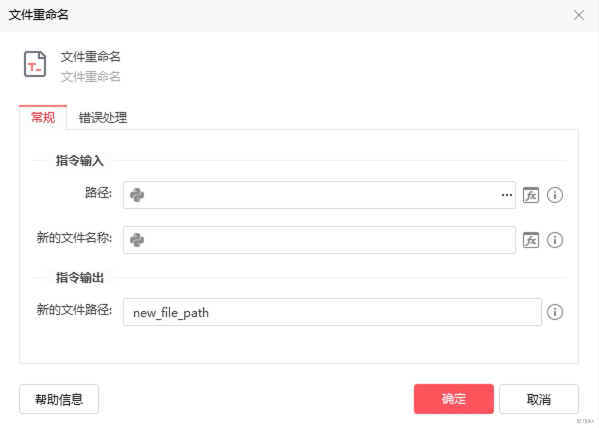 文件重命名
文件重命名
文件重命名
常规 错误处理
指令输入
路径:
新的文件名称:
指令输出
新的文件路径: new_file_path
帮助信息 确定 取消